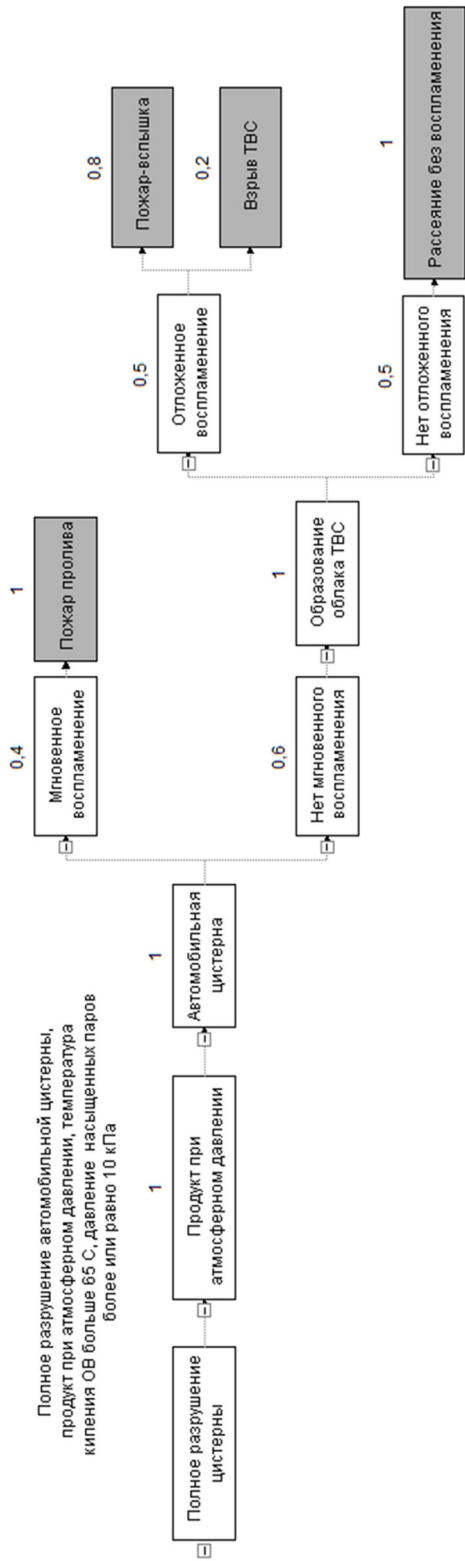 Полное разрушение автомобильной цистерны,
продукт при атмосферном давлении, температура
кипения ОВ больше 65 С, давление насыщенных паров
более или равно 10 кПа
Полное разрушение
цистерны
1
Продукт при
атмосферном давлении
1
Автомобильная
цистерна
0,4
Мгновенное
воспламенение
1
Пожар пролива
0,6
Нет мгновенного
воспламенения
1
Образование
облака ТВС
0,5
Отложенное
воспламенение
0,8
Пожар-вспышка
0,2
Взрыв ТВС
0,5
Нет отложенного
воспламенения
1
Рассеяние без воспламенения